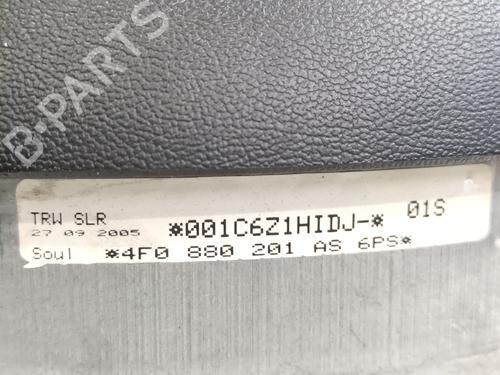 B-PARTS
TRW SLR
27 09 2005 *001C6Z1HIDJ-* 01S
Soul *4F0 880 201 AS 6PS*